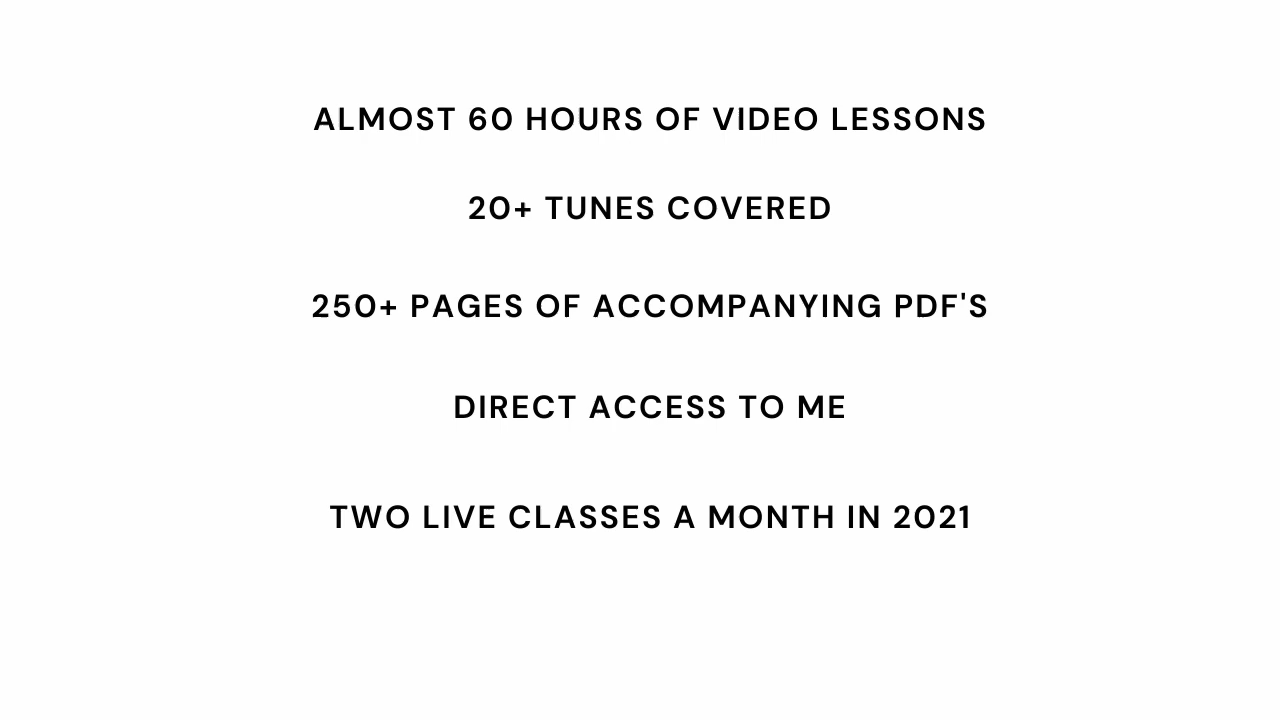 ALMOST 60 HOURS OF VIDEO LESSONS
20+ TUNES COVERED
250+ PAGES OF ACCOMPANYING PDF'S
DIRECT ACCESS TO ME
TWO LIVE CLASSES A MONTH IN 2021